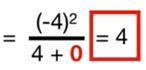 = (-4)² / 4 + 0 = 4